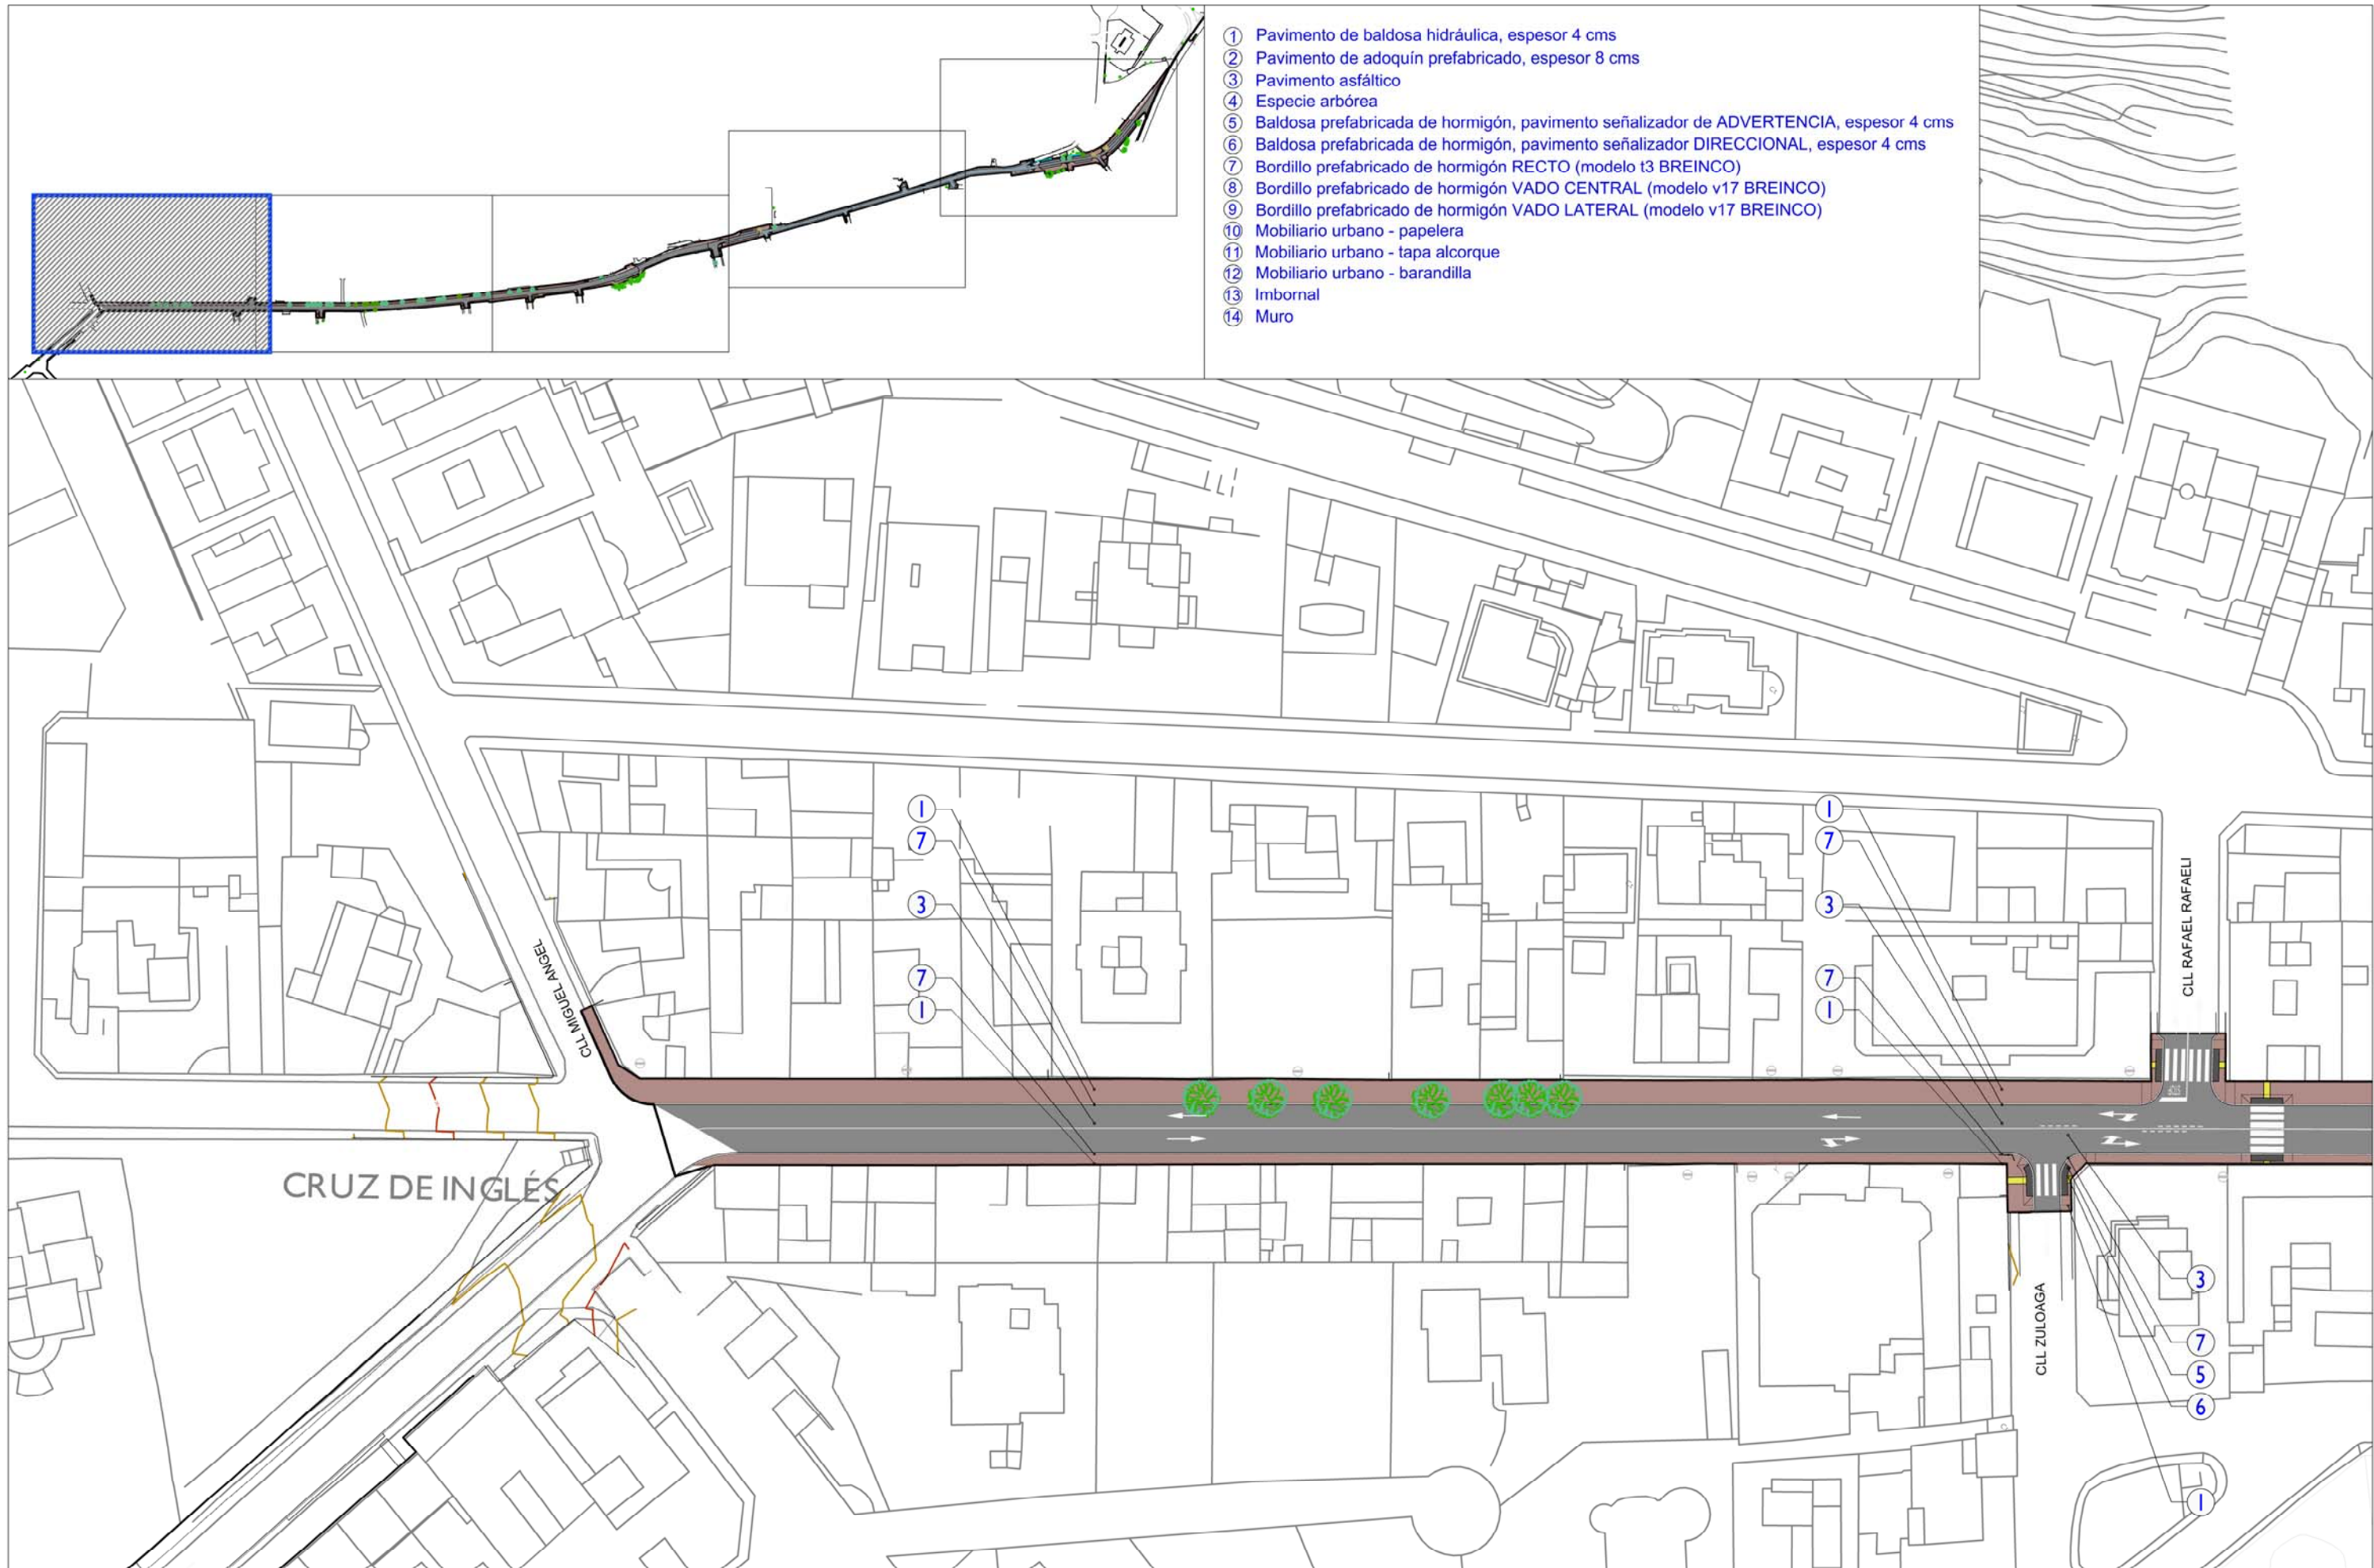 1 Pavimento de baldosa hidráulica, espesor 4 cms
2 Pavimento de adoquín prefabricado, espesor 8 cms
3 Pavimento asfáltico
4 Especie arbórea
5 Baldosa prefabricada de hormigón, pavimento señalizador de ADVERTENCIA, espesor 4 cms
6 Baldosa prefabricada de hormigón, pavimento señalizador DIRECCIONAL, espesor 4 cms
7 Bordillo prefabricado de hormigón RECTO (modelo t3 BREINCO)
8 Bordillo prefabricado de hormigón VADO CENTRAL (modelo v17 BREINCO)
9 Bordillo prefabricado de hormigón VADO LATERAL (modelo v17 BREINCO)
10 Mobiliario urbano - papelera
11 Mobiliario urbano - tapa alcorque
12 Mobiliario urbano - barandilla
13 Imbornal
14 Muro
1
7
3
7
1
1
7
3
7
1
CLL RAFAEL RAFAELI
CLL MIGUEL ANGEL
CRUZ DE INGLÉS
CLL ZULOAGA
3
7
5
6
1